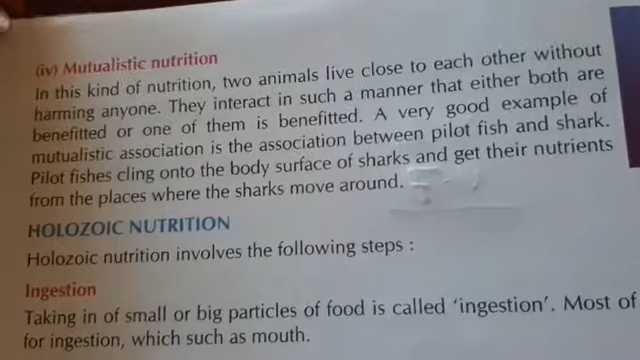 (iv) Mutualistic nutrition
In this kind of nutrition, two animals live close to each other without
harming anyone. They interact in such a manner that either both are
benefitted or one of them is benefitted. A very good example of
mutualistic association is the association between pilot fish and shark.
Pilot fishes cling onto the body surface of sharks and get their nutrients
from the places where the sharks move around.
HOLOZOIC NUTRITION
Holozoic nutrition involves the following steps :
Ingestion
Taking in of small or big particles of food is called 'ingestion'. Most of
for ingestion, which such as mouth.